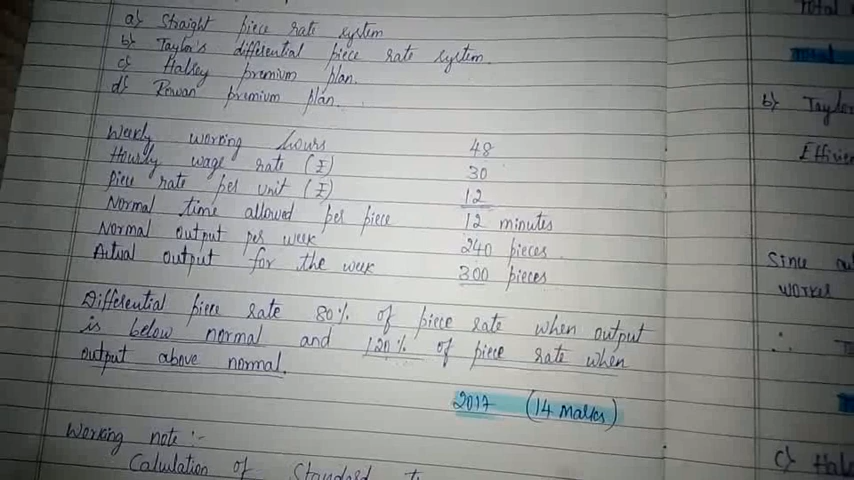 a) Straight piece rate system
b) Taylor's differential piece rate system.
c) Halsey premium plan.
d) Rowan premium plan.
Weekly working hours 48
Hourly wage rate (₹) 30
Piece rate per unit (₹) 12
Normal time allowed per piece 12 minutes
Normal output per week 240 pieces
Actual output for the week 300 pieces
Differential piece rate 80% of piece rate when output
is below normal and 120% of piece rate when
output above normal.
2017 (14 Marks)
Working note :-
Calculation of Standard
Total
b) Taylor
Since
worker
∴
c)